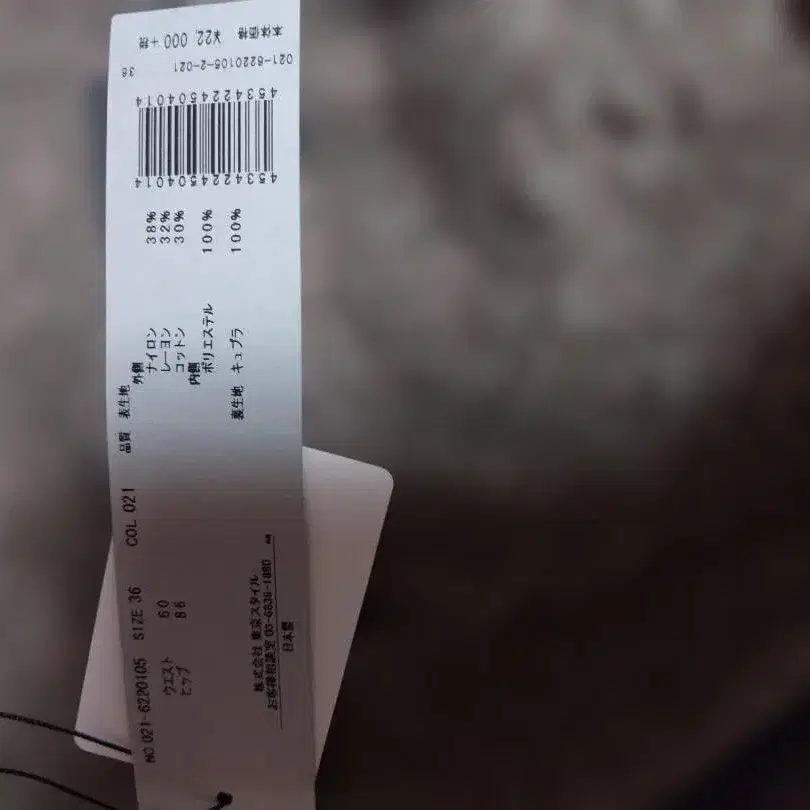 NO 021-6220105 SIZE 36 COL 021
ウエスト 60
ヒップ 86
品質 表生地
外側
ナイロン 38%
レーヨン 32%
コットン 30%
内側
ポリエステル 100%
裏生地 キュプラ 100%
株式会社 東京スタイル
お客様相談室 03-6836-1880
日本製
4534224504014
4534224504014
021-6220105-2-021 36
本体価格 ¥22,000+税